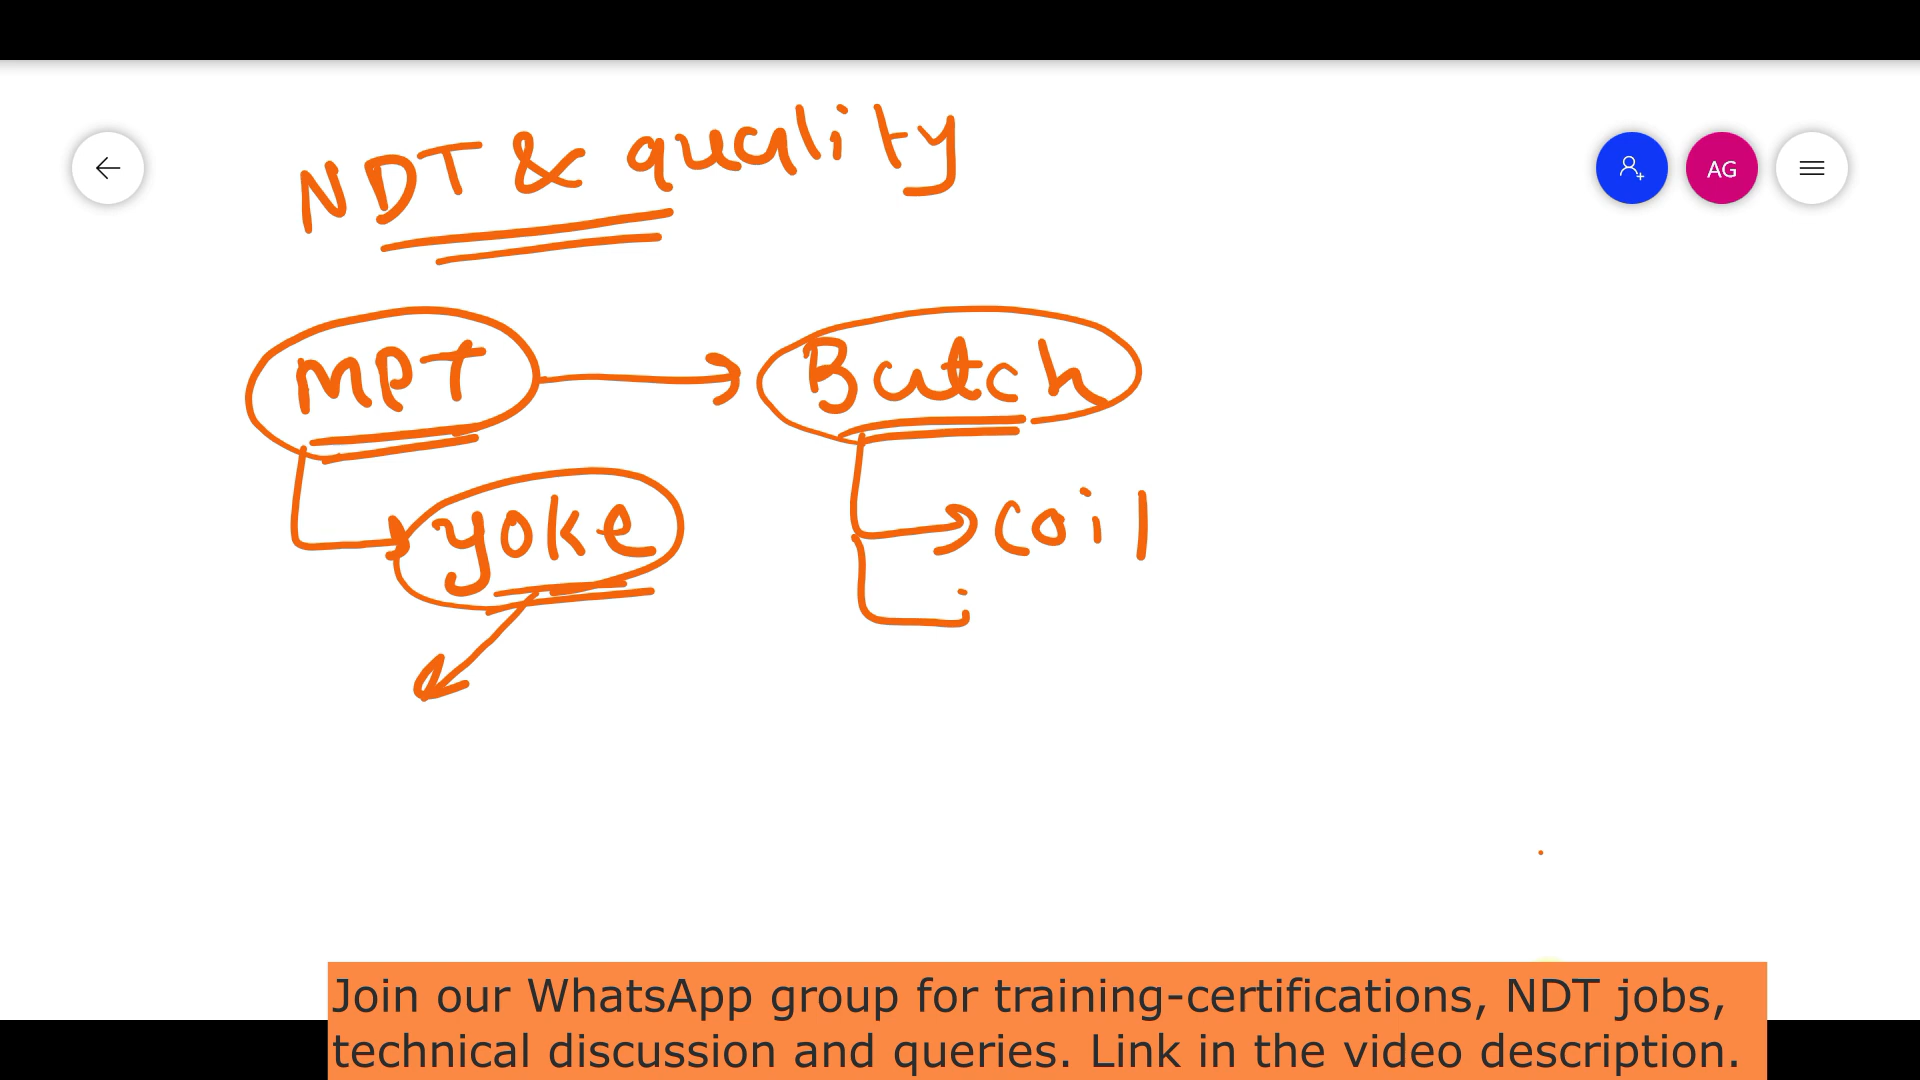 NDT & quality
AG
MPT
Batch
yoke
coil
Join our WhatsApp group for training-certifications, NDT jobs,
technical discussion and queries. Link in the video description.